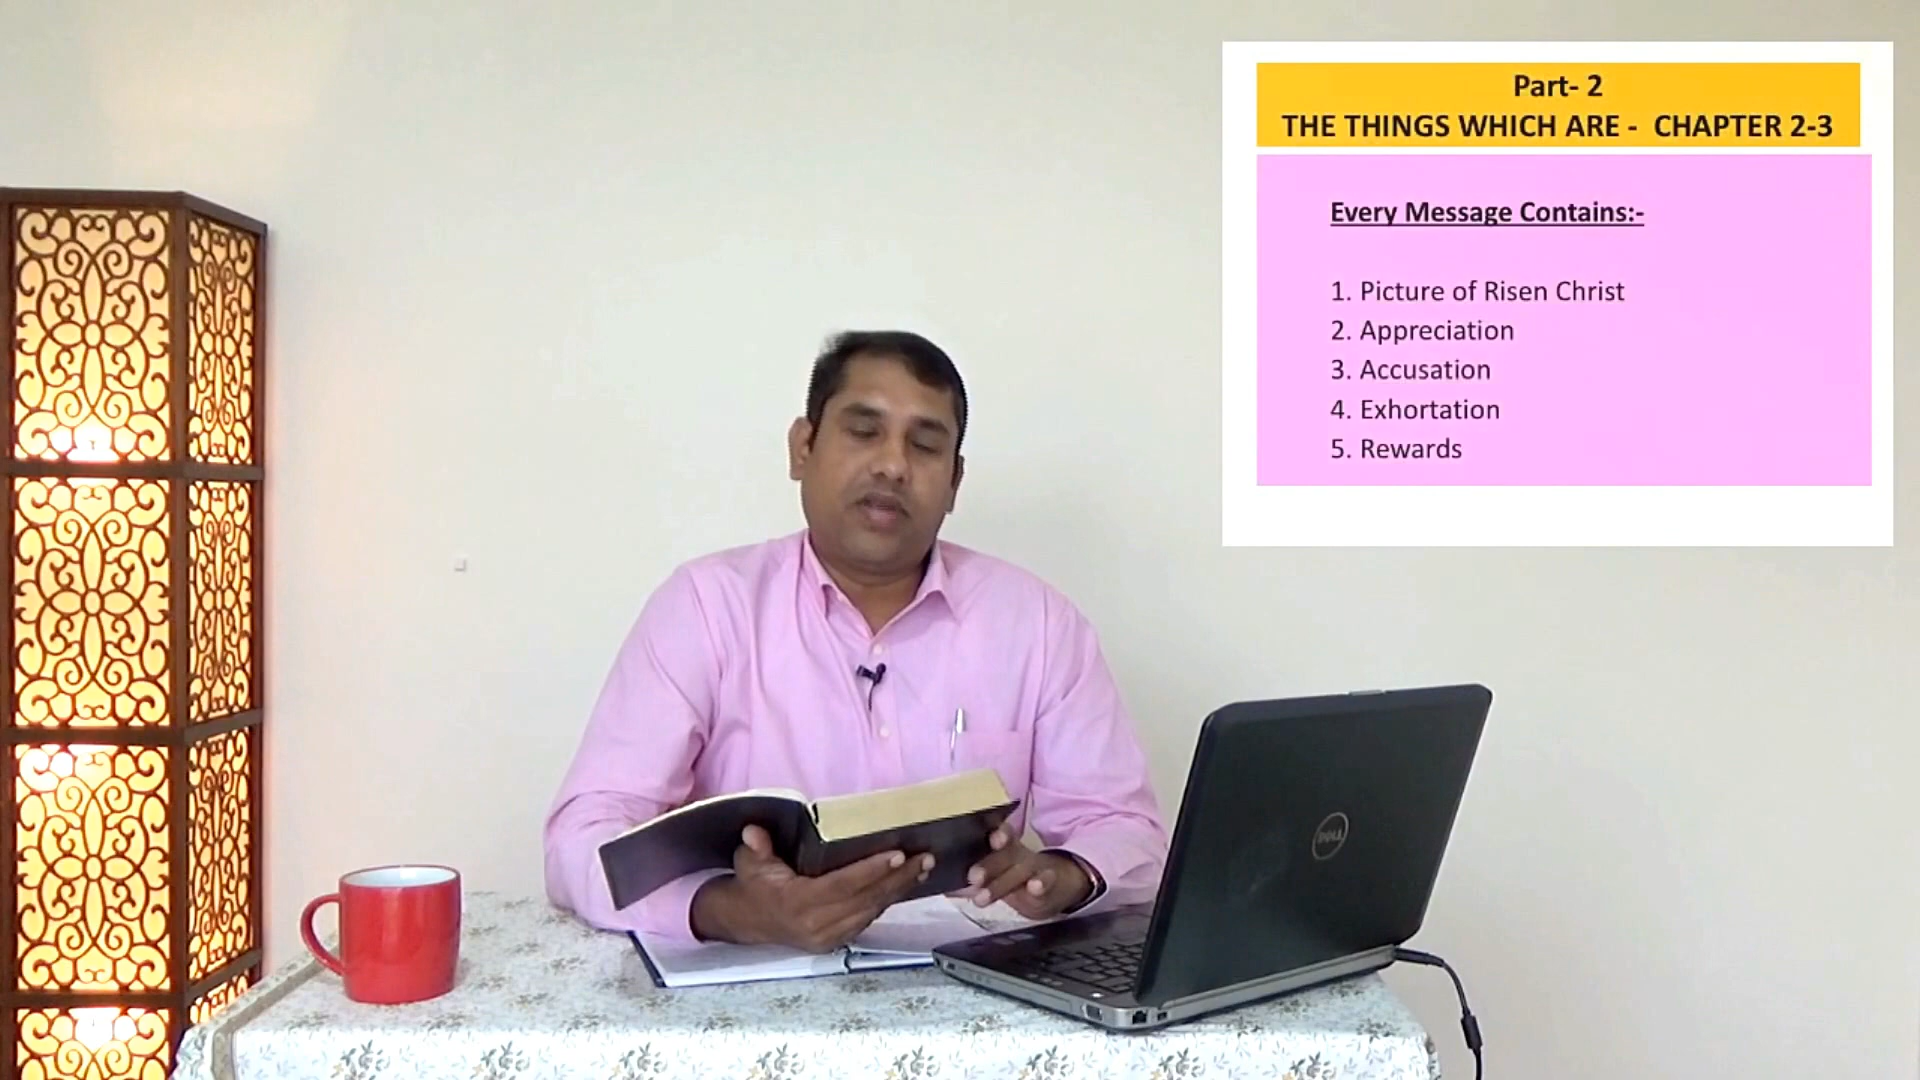 Part- 2
THE THINGS WHICH ARE - CHAPTER 2-3
Every Message Contains:-
1. Picture of Risen Christ
2. Appreciation
3. Accusation
4. Exhortation
5. Rewards
DELL